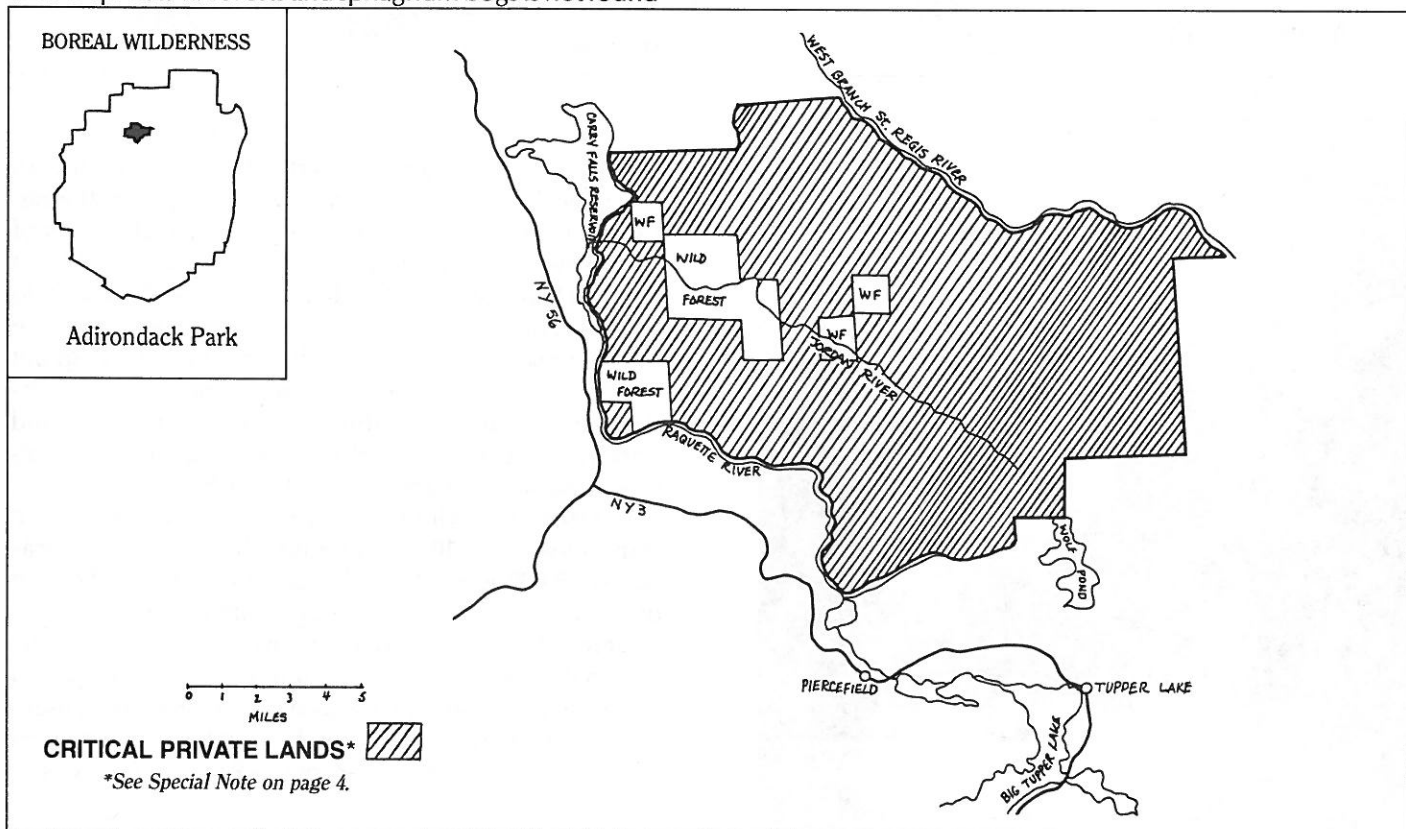 BOREAL WILDERNESS
Adirondack Park
WEST BRANCH ST. REGIS RIVER
CARRY FALLS RESERVOIR
NY 56
WF
WILD
FOREST
WF
WF
JORDAN RIVER
WILD
FOREST
RAQUETTE RIVER
NY3
WOLF POND
PIERCEFIELD
TUPPER LAKE
BIG TUPPER LAKE
0 1 2 3 4 5
MILES
CRITICAL PRIVATE LANDS*
*See Special Note on page 4.